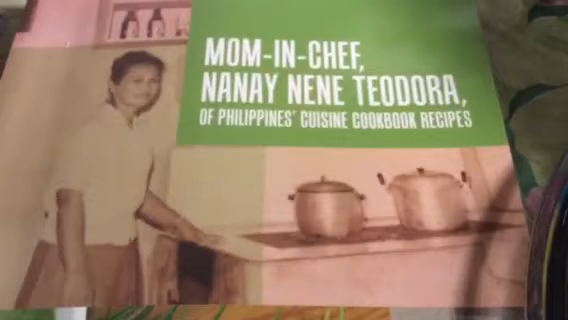 MOM-IN-CHEF,
NANAY NENE TEODORA,
OF PHILIPPINES' CUISINE COOKBOOK RECIPES